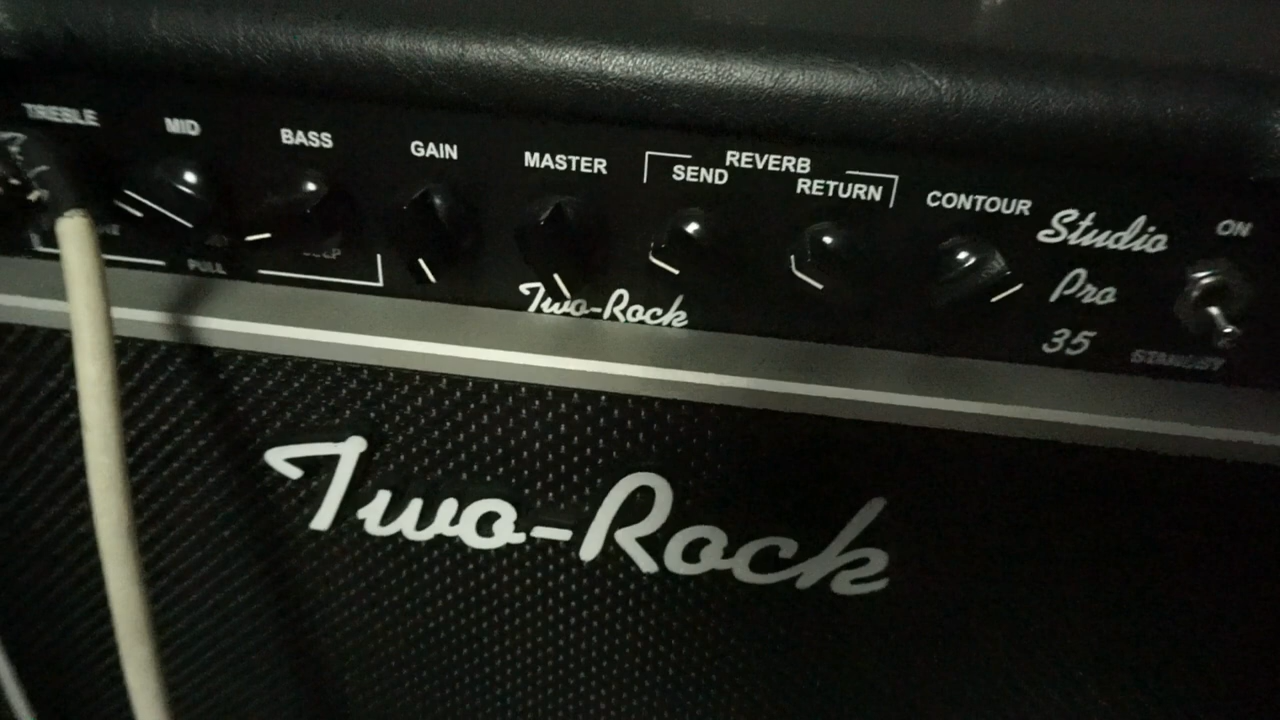 TREBLE
MID
BASS
GAIN
MASTER
REVERB
SEND
RETURN
CONTOUR
Studio
Pro
35
ON
STANDBY
PULL
Two-Rock
Two-Rock